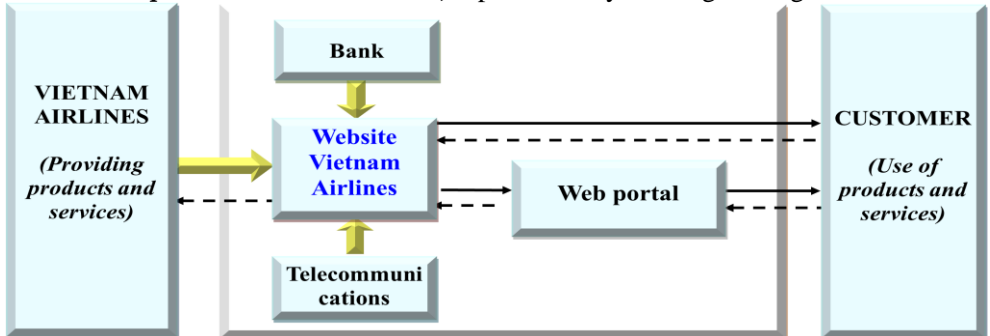 VIETNAM
AIRLINES
(Providing
products and
services)
Bank
Website
Vietnam
Airlines
Telecommuni
cations
Web portal
CUSTOMER
(Use of
products and
services)